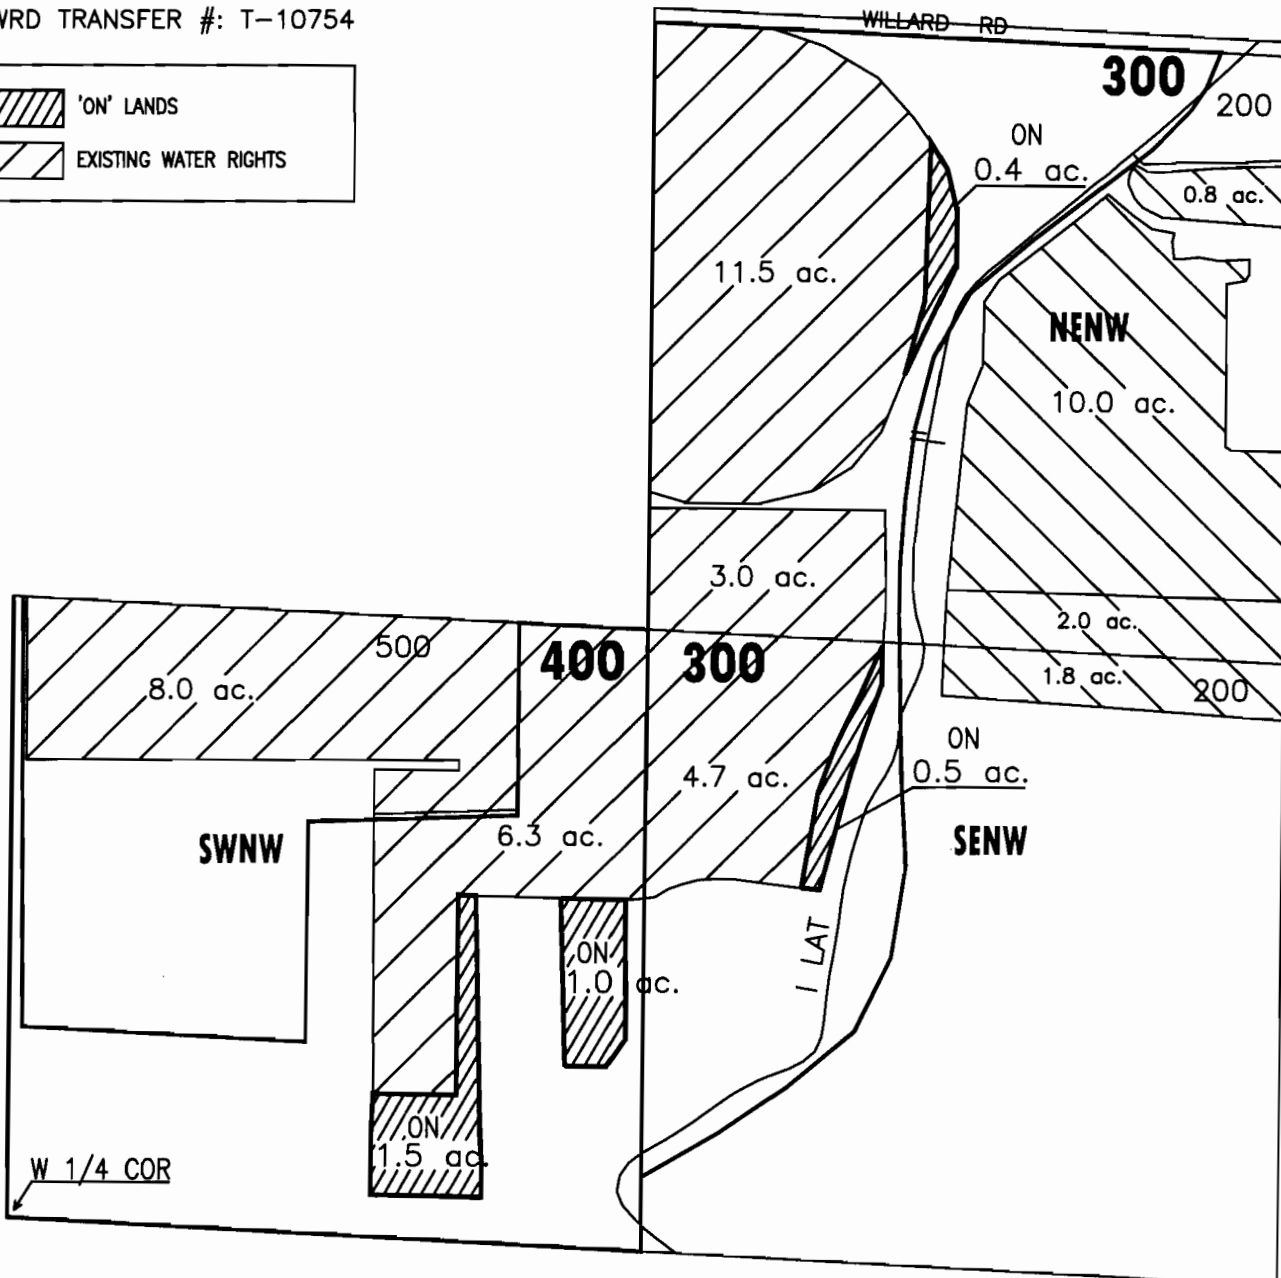 WRD TRANSFER #: T-10754
'ON' LANDS
EXISTING WATER RIGHTS
WILLARD RD
300
200
ON
0.4 ac.
0.8 ac.
11.5 ac.
NENW
10.0 ac.
3.0 ac.
2.0 ac.
500
400
300
8.0 ac.
1.8 ac.
200
ON
0.5 ac.
4.7 ac.
6.3 ac.
SWNW
SENW
I LAT
ON
1.0 ac.
ON
1.5 ac.
W 1/4 COR